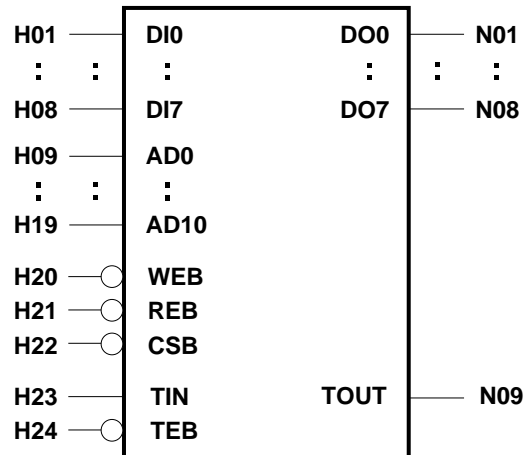 H01 DI0 DO0 N01
: : : : : :
H08 DI7 DO7 N08
H09 AD0
: : :
H19 AD10
H20 WEB
H21 REB
H22 CSB
H23 TIN TOUT N09
H24 TEB